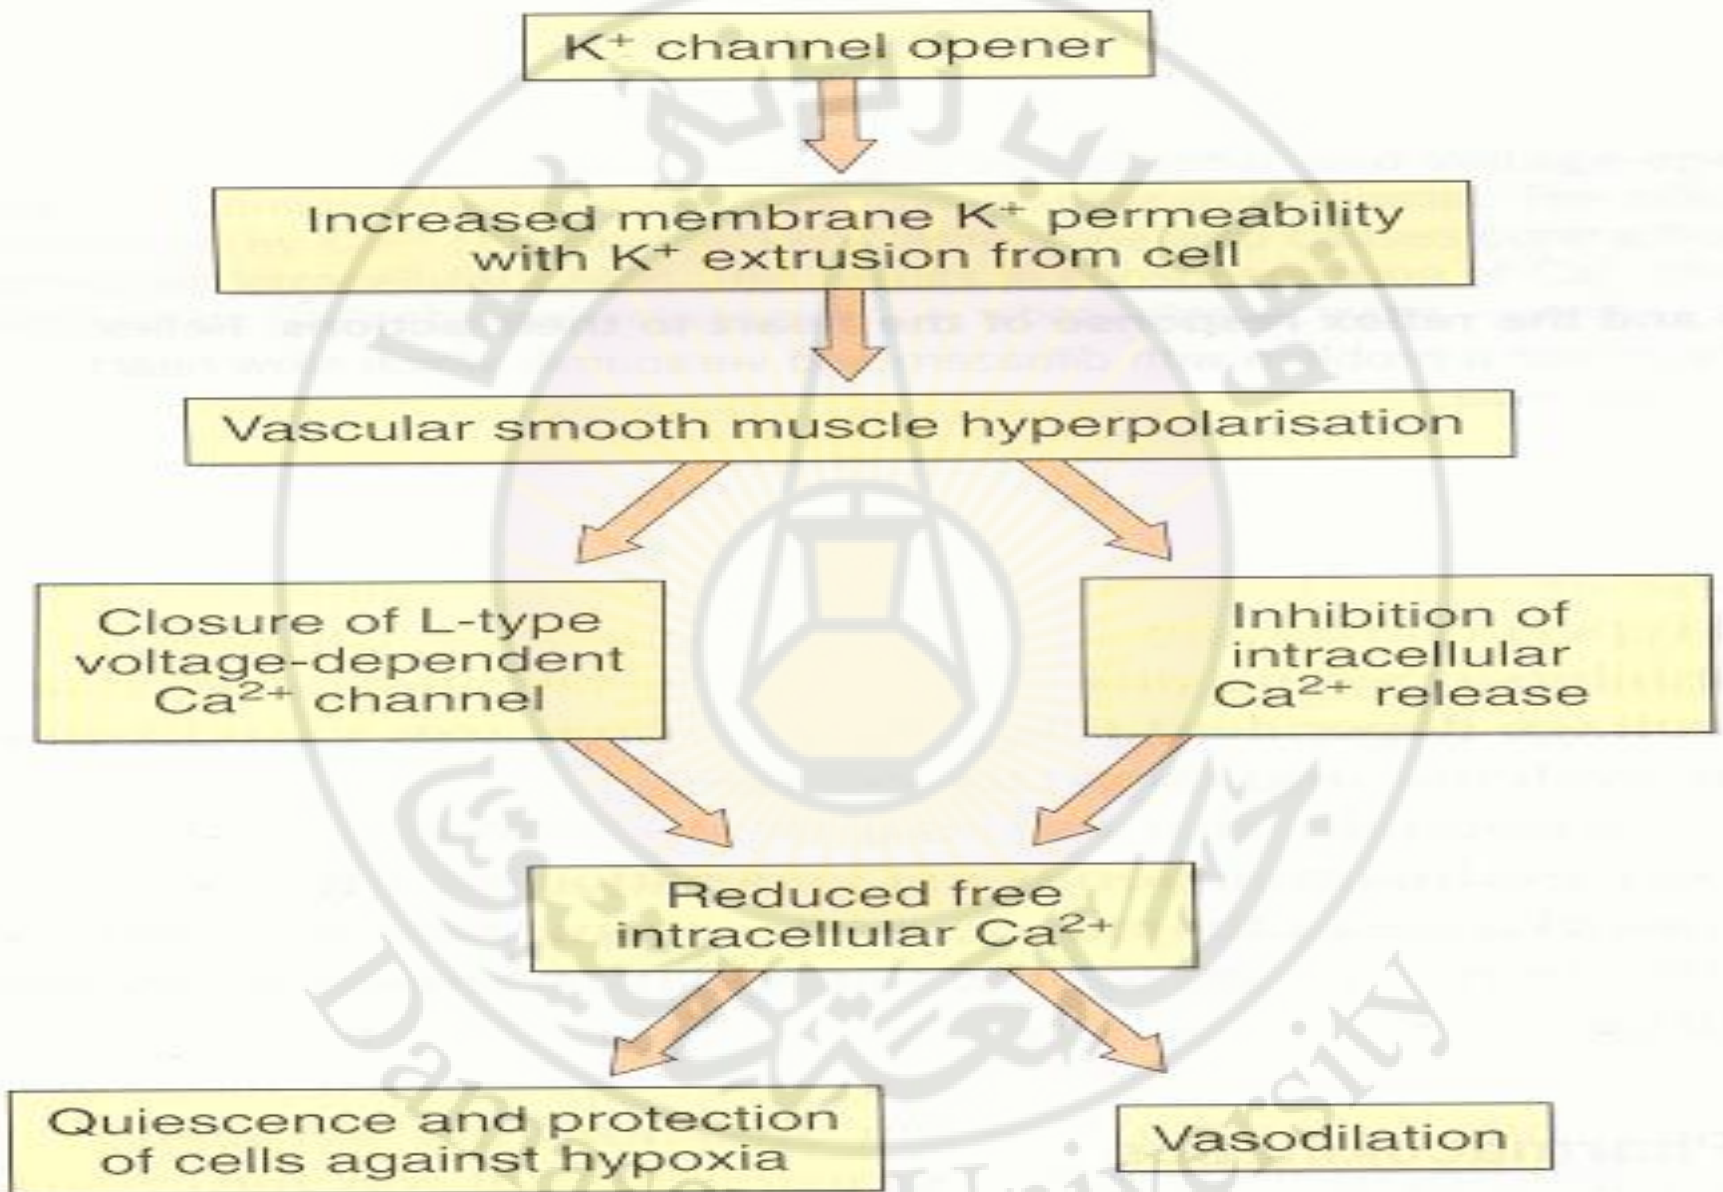 K⁺ channel opener
Increased membrane K⁺ permeability
with K⁺ extrusion from cell
Vascular smooth muscle hyperpolarisation
Closure of L-type
voltage-dependent
Ca²⁺ channel
Inhibition of
intracellular
Ca²⁺ release
Reduced free
intracellular Ca²⁺
Quiescence and protection
of cells against hypoxia
Vasodilation
University